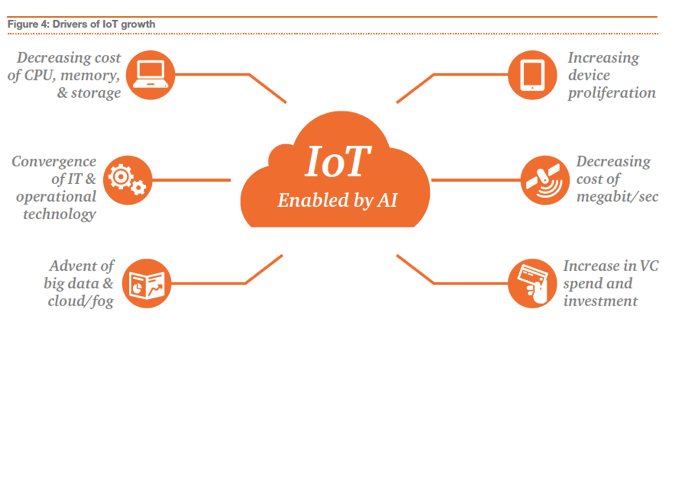 Figure 4: Drivers of IoT growth
Decreasing cost
of CPU, memory,
& storage
Increasing
device
proliferation
IoT
Enabled by AI
Convergence
of IT &
operational
technology
Decreasing
cost of
megabit/sec
Advent of
big data &
cloud/fog
Increase in VC
spend and
investment